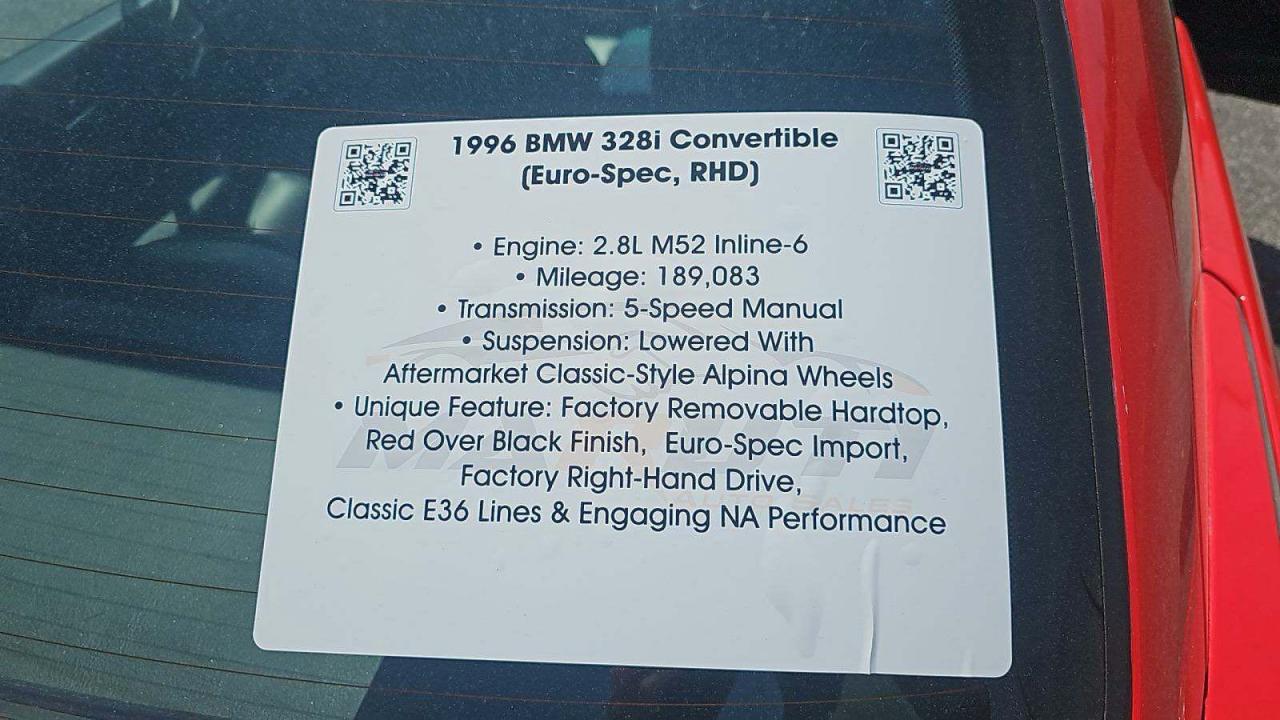 1996 BMW 328i Convertible
(Euro-Spec, RHD)
• Engine: 2.8L M52 Inline-6
• Mileage: 189,083
• Transmission: 5-Speed Manual
• Suspension: Lowered With
Aftermarket Classic-Style Alpina Wheels
• Unique Feature: Factory Removable Hardtop,
Red Over Black Finish, Euro-Spec Import,
Factory Right-Hand Drive,
Classic E36 Lines & Engaging NA Performance
AUTO SALES